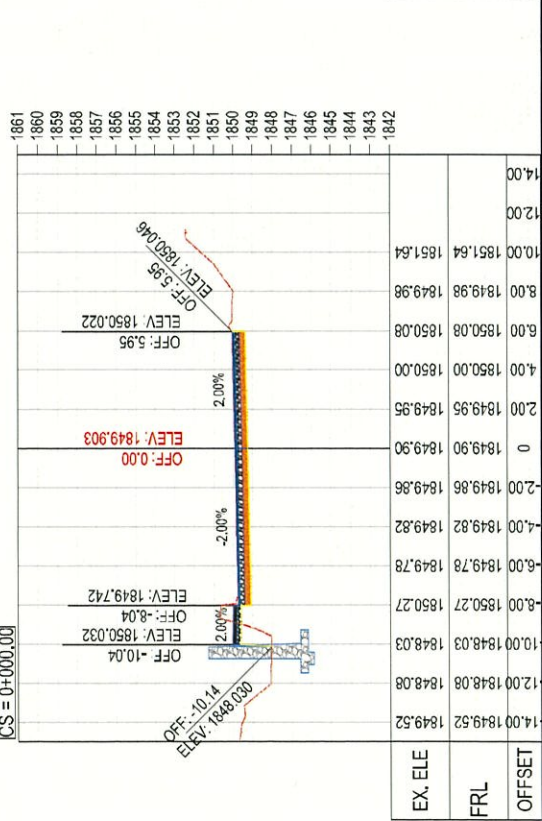 CS = 0+000.00
1861
1860
1859
1858
1857
1856
1855
1854
1853
1852
1851
1850
1849
1848
1847
1846
1845
1844
1843
1842
OFF: -10.14
ELEV: 1848.030
OFF: -10.04
ELEV: 1850.032
2.00%
OFF: -8.04
ELEV: 1849.742
-2.00%
OFF: 0.00
ELEV: 1849.903
2.00%
OFF: 5.95
ELEV: 1850.022
OFF: 5.95
ELEV: 1850.046
EX. ELE 1849.52 1848.08 1848.03 1850.27 1849.78 1849.82 1849.86 1849.90 1849.95 1850.00 1850.08 1849.98 1851.64
FRL 1849.52 1848.08 1848.03 1850.27 1849.78 1849.82 1849.86 1849.90 1849.95 1850.00 1850.08 1849.98 1851.64
OFFSET -14.00 -12.00 -10.00 -8.00 -6.00 -4.00 -2.00 0 2.00 4.00 6.00 8.00 10.00 12.00 14.00